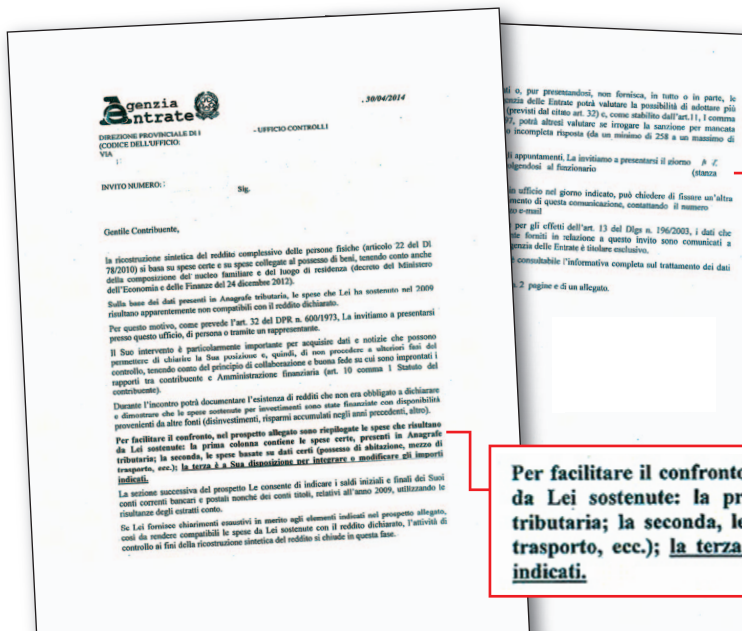 Agenzia
Entrate
. 30/04/2014
DIREZIONE PROVINCIALE DI I
(CODICE DELL'UFFICIO:
VIA
- UFFICIO CONTROLLI
INVITO NUMERO:
Sig.
Gentile Contribuente,
la ricostruzione sintetica del reddito complessivo delle persone fisiche (articolo 22 del Dl
78/2010) si basa su spese certe e su spese collegate al possesso di beni, tenendo conto anche
della composizione del nucleo familiare e del luogo di residenza (decreto del Ministero
dell'Economia e delle Finanze del 24 dicembre 2012).
Sulla base dei dati presenti in Anagrafe tributaria, le spese che Lei ha sostenuto nel 2009
risultano apparentemente non compatibili con il reddito dichiarato.
Per questo motivo, come prevede l'art. 32 del DPR n. 600/1973, La invitiamo a presentarsi
presso questo ufficio, di persona o tramite un rappresentante.
Il Suo intervento è particolarmente importante per acquisire dati e notizie che possono
permettere di chiarire la Sua posizione e, quindi, di non procedere a ulteriori fasi del
controllo, tenendo conto del principio di collaborazione e buona fede su cui sono improntati i
rapporti tra contribuente e Amministrazione finanziaria (art. 10 comma 1 Statuto del
contribuente).
Durante l'incontro potrà documentare l'esistenza di redditi che non era obbligato a dichiarare
e dimostrare che le spese sostenute per investimenti sono state finanziate con disponibilità
provenienti da altre fonti (disinvestimenti, risparmi accumulati negli anni precedenti, altro).
Per facilitare il confronto, nel prospetto allegato sono riepilogate le spese che risultano
da Lei sostenute: la prima colonna contiene le spese certe, presenti in Anagrafe
tributaria; la seconda, le spese basate su dati certi (possesso di abitazione, mezzo di
trasporto, ecc.); la terza è a Sua disposizione per integrare o modificare gli importi
indicati.
La sezione successiva del prospetto Le consente di indicare i saldi iniziali e finali dei Suoi
conti correnti bancari e postali nonché dei conti titoli, relativi all'anno 2009, utilizzando le
risultanze degli estratti conto.
Se Lei fornisce chiarimenti esaustivi in merito agli elementi indicati nel prospetto allegato,
così da rendere compatibili le spese da Lei sostenute con il reddito dichiarato, l'attività di
controllo ai fini della ricostruzione sintetica del reddito si chiude in questa fase.
ti o, pur presentandosi, non fornisca, in tutto o in parte, le
enzia delle Entrate potrà valutare la possibilità di adottare più
(previsti dal citato art. 32) e, come stabilito dall'art.11, 1 comma
97, potrà altresì valutare se irrogare la sanzione per mancata
o incompleta risposta (da un minimo di 258 a un massimo di
li appuntamenti, La invitiamo a presentarsi il giorno
olgendosi al funzionario (stanza
in ufficio nel giorno indicato, può chiedere di fissare un'altra
mento di questa comunicazione, contattando il numero
zo e-mail
per gli effetti dell'art. 13 del Dlgs n. 196/2003, i dati che
nte forniti in relazione a questo invito sono comunicati a
genzia delle Entrate è titolare esclusivo.
è consultabile l'informativa completa sul trattamento dei dati
n. 2 pagine e di un allegato.
Per facilitare il confronto
da Lei sostenute: la pr
tributaria; la seconda, le
trasporto, ecc.); la terza
indicati.